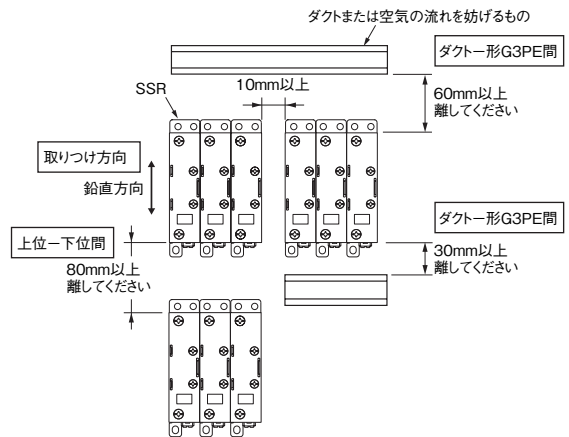 ダクトまたは空気の流れを妨げるもの
ダクトー形G3PE間
10mm以上
60mm以上
離してください
SSR
取りつけ方向
鉛直方向
ダクトー形G3PE間
上位ー下位間
30mm以上
離してください
80mm以上
離してください